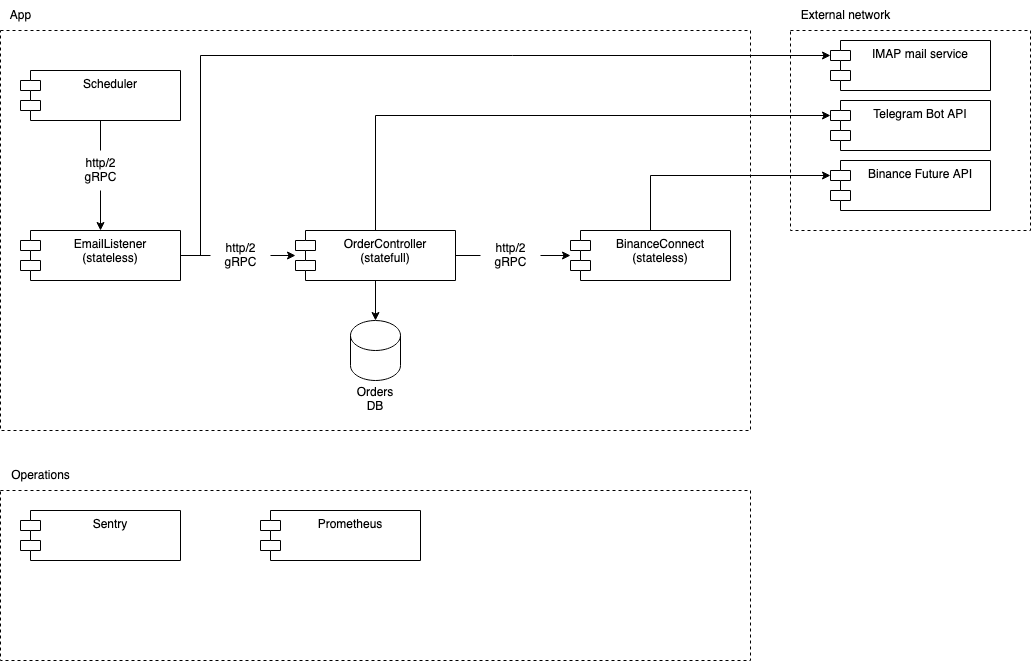 App
External network
IMAP mail service
Scheduler
Telegram Bot API
http/2
gRPC
Binance Future API
EmailListener
(stateless)
http/2
gRPC
OrderController
(statefull)
http/2
gRPC
BinanceConnect
(stateless)
Orders
DB
Operations
Sentry
Prometheus